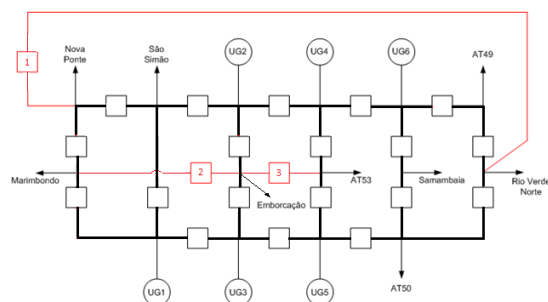 1
Nova
Ponte
São
Simão
UG2
UG4
UG6
AT49
Marimbondo
2
3
AT53
Samambaia
Rio Verde
Norte
Emborcação
UG1
UG3
UG5
AT50